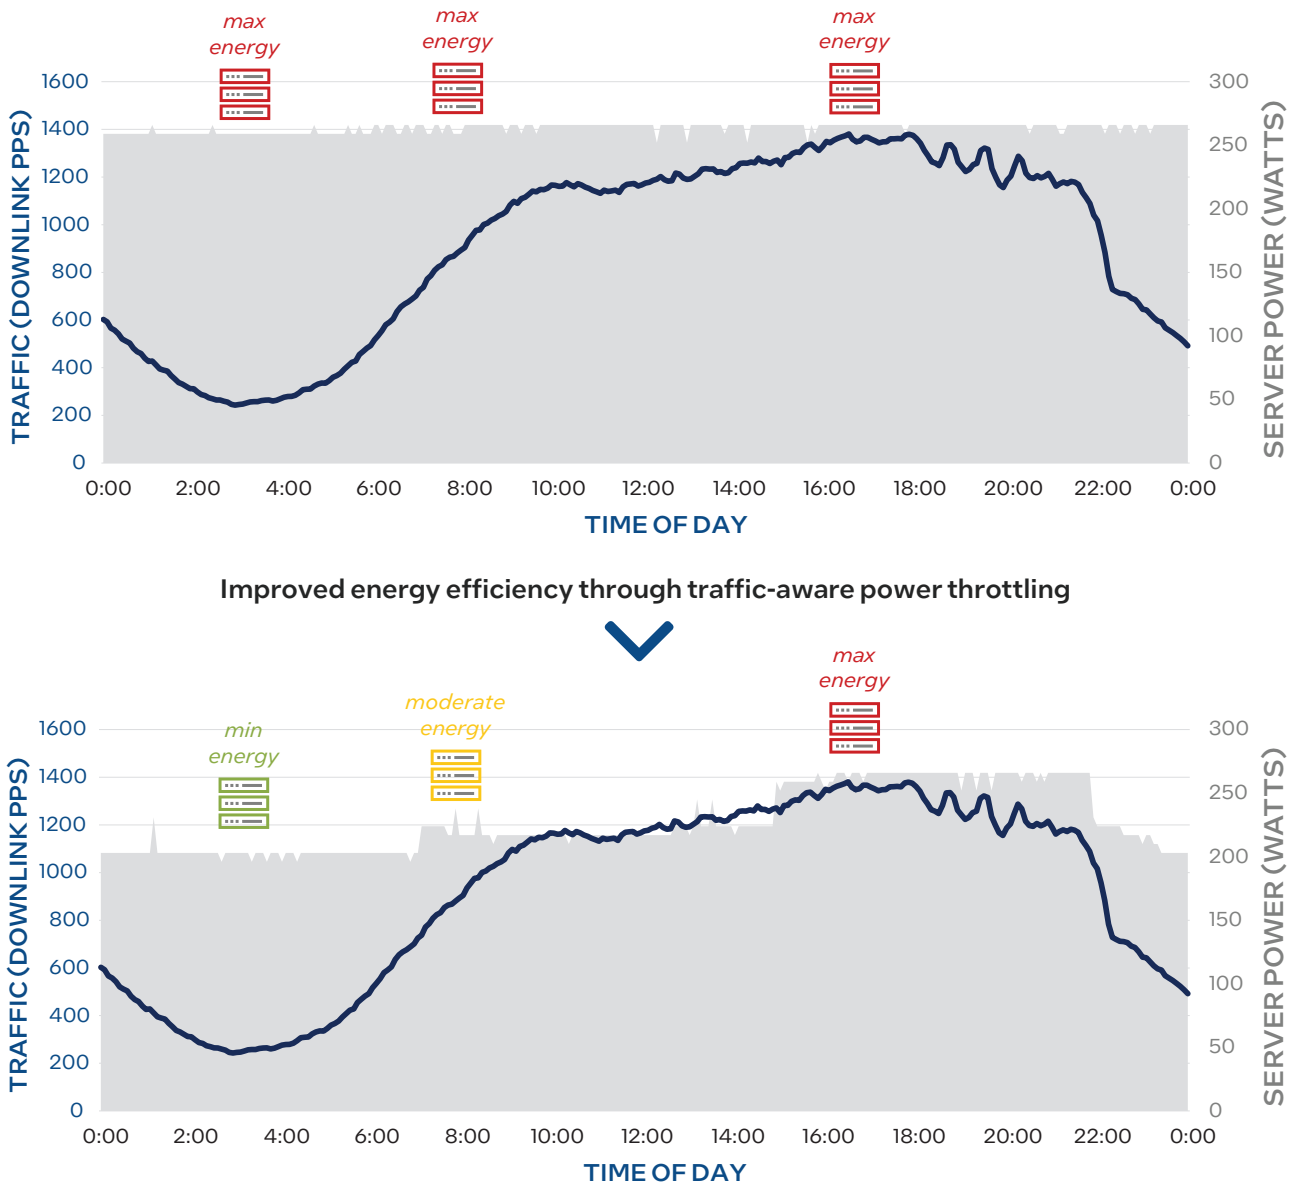 max
energy
max
energy
max
energy
TRAFFIC (DOWNLINK PPS)
1600
1400
1200
1000
800
600
400
200
0
300
250
200
150
100
50
0
SERVER POWER (WATTS)
0:00 2:00 4:00 6:00 8:00 10:00 12:00 14:00 16:00 18:00 20:00 22:00 0:00
TIME OF DAY
Improved energy efficiency through traffic-aware power throttling
min
energy
moderate
energy
max
energy
TRAFFIC (DOWNLINK PPS)
1600
1400
1200
1000
800
600
400
200
0
300
250
200
150
100
50
0
SERVER POWER (WATTS)
0:00 2:00 4:00 6:00 8:00 10:00 12:00 14:00 16:00 18:00 20:00 22:00 0:00
TIME OF DAY